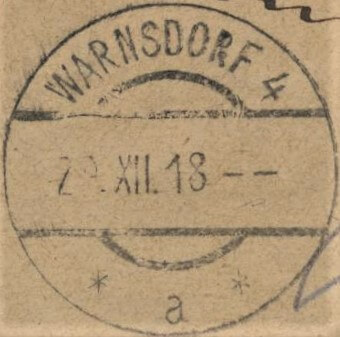 WARNSDORF 4
XII. 18 --
* a *